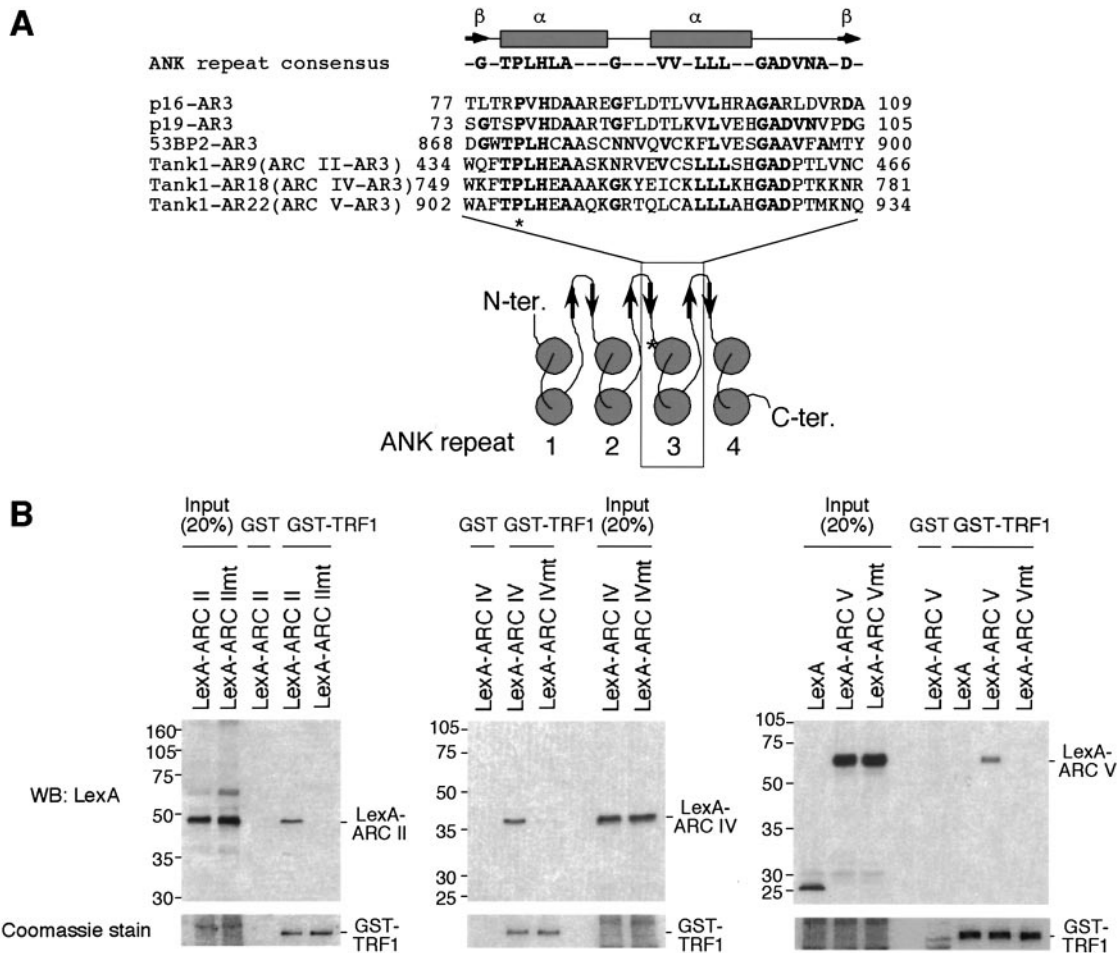 A
β α α β
ANK repeat consensus -G-TPLHLA---G---VV-LLL-GADVNA-D-
p16-AR3 77 TLTRPVHDAAREGFLDTLVVLHRAGARLDVRDA 109
p19-AR3 73 SGTSPVHDAARTGFLDTLKVLVEHGADVNVPDG 105
53BP2-AR3 868 DGWTPLHCAASCNNVQVCKFLVESGAAVFAMTY 900
Tank1-AR9(ARC II-AR3) 434 WQFTPLHEAASKNRVEVCSLLLSHGADPTLVNC 466
Tank1-AR18(ARC IV-AR3) 749 WKFTPLHEAAAKGKYEICKLLLKHGADPTKKNR 781
Tank1-AR22(ARC V-AR3) 902 WAFTPLHEAAQKGRTQLCALLLAHGADPTMKNQ 934
*
N-ter.
*
C-ter.
ANK repeat 1 2 3 4
B
Input (20%) GST GST-TRF1
LexA-ARC II
LexA-ARC IImt
LexA-ARC II
LexA-ARC II
LexA-ARC IImt
160
105
75
50
35
30
WB: LexA
LexA-
ARC II
Coomassie stain
GST-
TRF1
GST GST-TRF1 Input (20%)
LexA-ARC IV
LexA-ARC IV
LexA-ARC IVmt
LexA-ARC IV
LexA-ARC IVmt
105
75
50
35
30
25
LexA-
ARC IV
GST-
TRF1
Input (20%) GST GST-TRF1
LexA
LexA-ARC V
LexA-ARC Vmt
LexA-ARC V
LexA
LexA-ARC V
LexA-ARC Vmt
105
75
50
35
30
25
LexA-
ARC V
GST-
TRF1